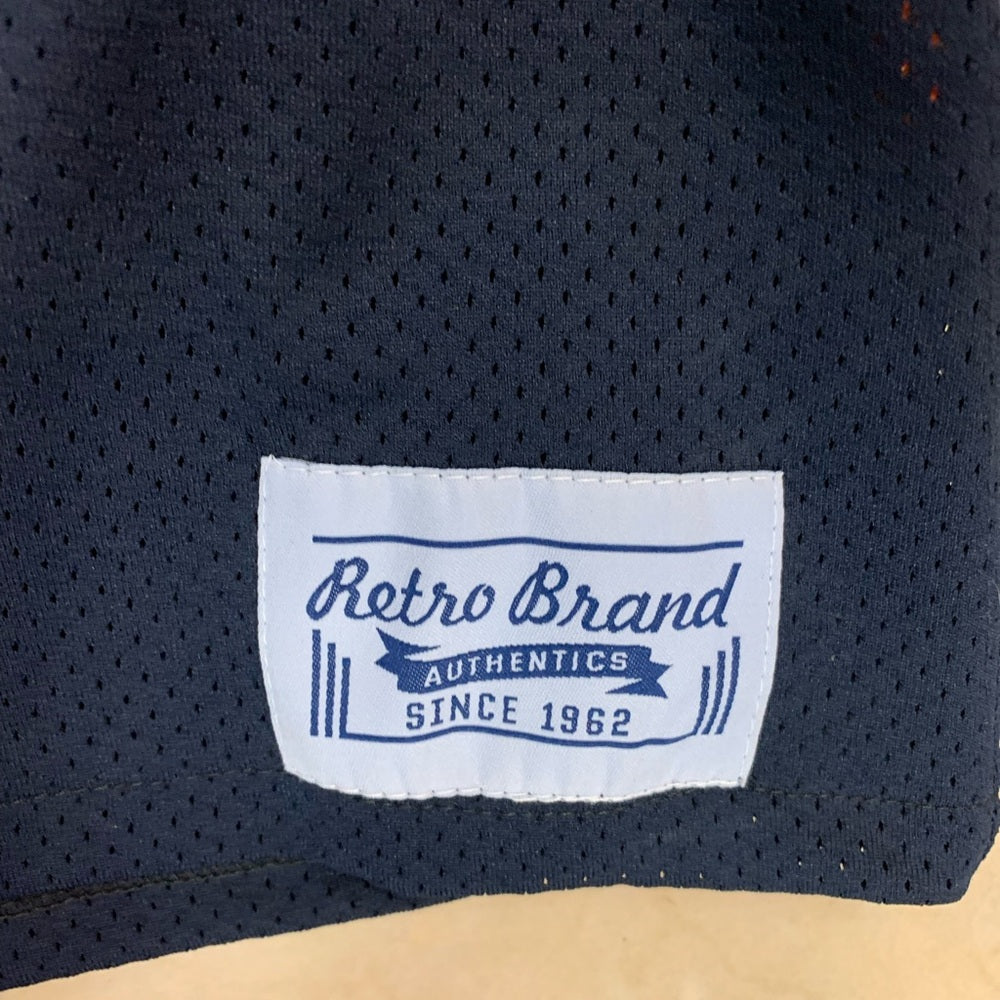 Retro Brand
AUTHENTICS
SINCE 1962